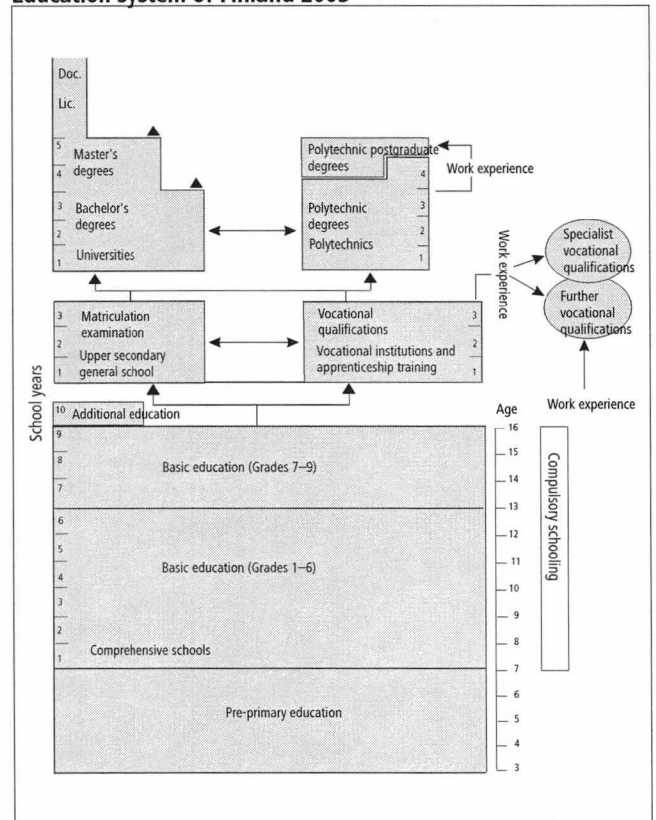 Education system of Finland
Doc.
Lic.
5
4
Master's
degrees
3
2
1
Bachelor's
degrees
Universities
Polytechnic postgraduate
degrees
Work experience
4
3
2
1
Polytechnic
degrees
Polytechnics
Work experience
Specialist
vocational
qualifications
Further
vocational
qualifications
Work experience
School years
3
2
1
Matriculation
examination
Upper secondary
general school
Vocational
qualifications
Vocational institutions and
apprenticeship training
3
2
1
10 Additional education
9
8
7
Basic education (Grades 7–9)
6
5
4
3
2
1
Basic education (Grades 1–6)
Comprehensive schools
Pre-primary education
Age
16
15
14
13
12
11
10
9
8
7
6
5
4
3
Compulsory schooling